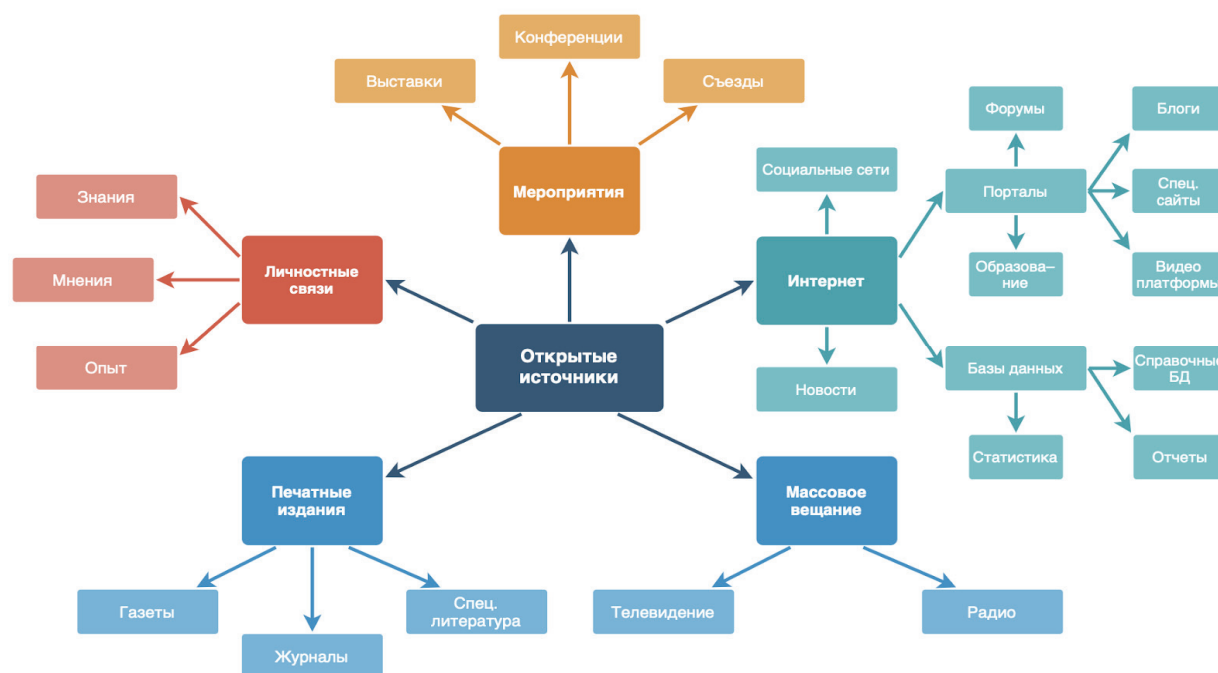 Конференции
Выставки
Съезды
Мероприятия
Форумы
Блоги
Социальные сети
Порталы
Спец.
сайты
Образова–
ние
Видео
платформы
Интернет
Новости
Базы данных
Справочные
БД
Статистика
Отчеты
Знания
Мнения
Опыт
Личностные
связи
Открытые
источники
Печатные
издания
Газеты
Журналы
Спец.
литература
Массовое
вещание
Телевидение
Радио